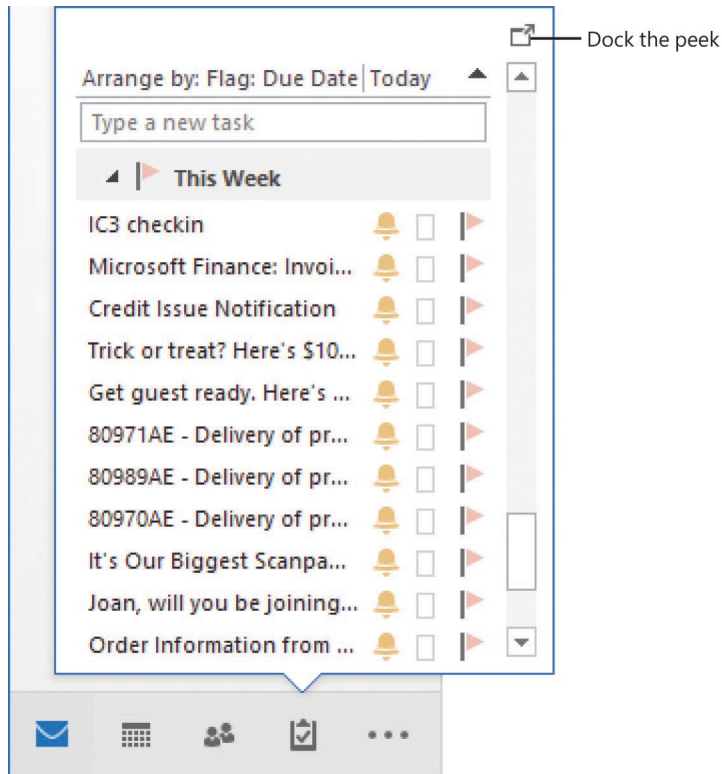 Dock the peek
Arrange by: Flag: Due Date Today
Type a new task
This Week
IC3 checkin
Microsoft Finance: Invoi...
Credit Issue Notification
Trick or treat? Here's $10...
Get guest ready. Here's ...
80971AE - Delivery of pr...
80989AE - Delivery of pr...
80970AE - Delivery of pr...
It's Our Biggest Scanpa...
Joan, will you be joining...
Order Information from ...